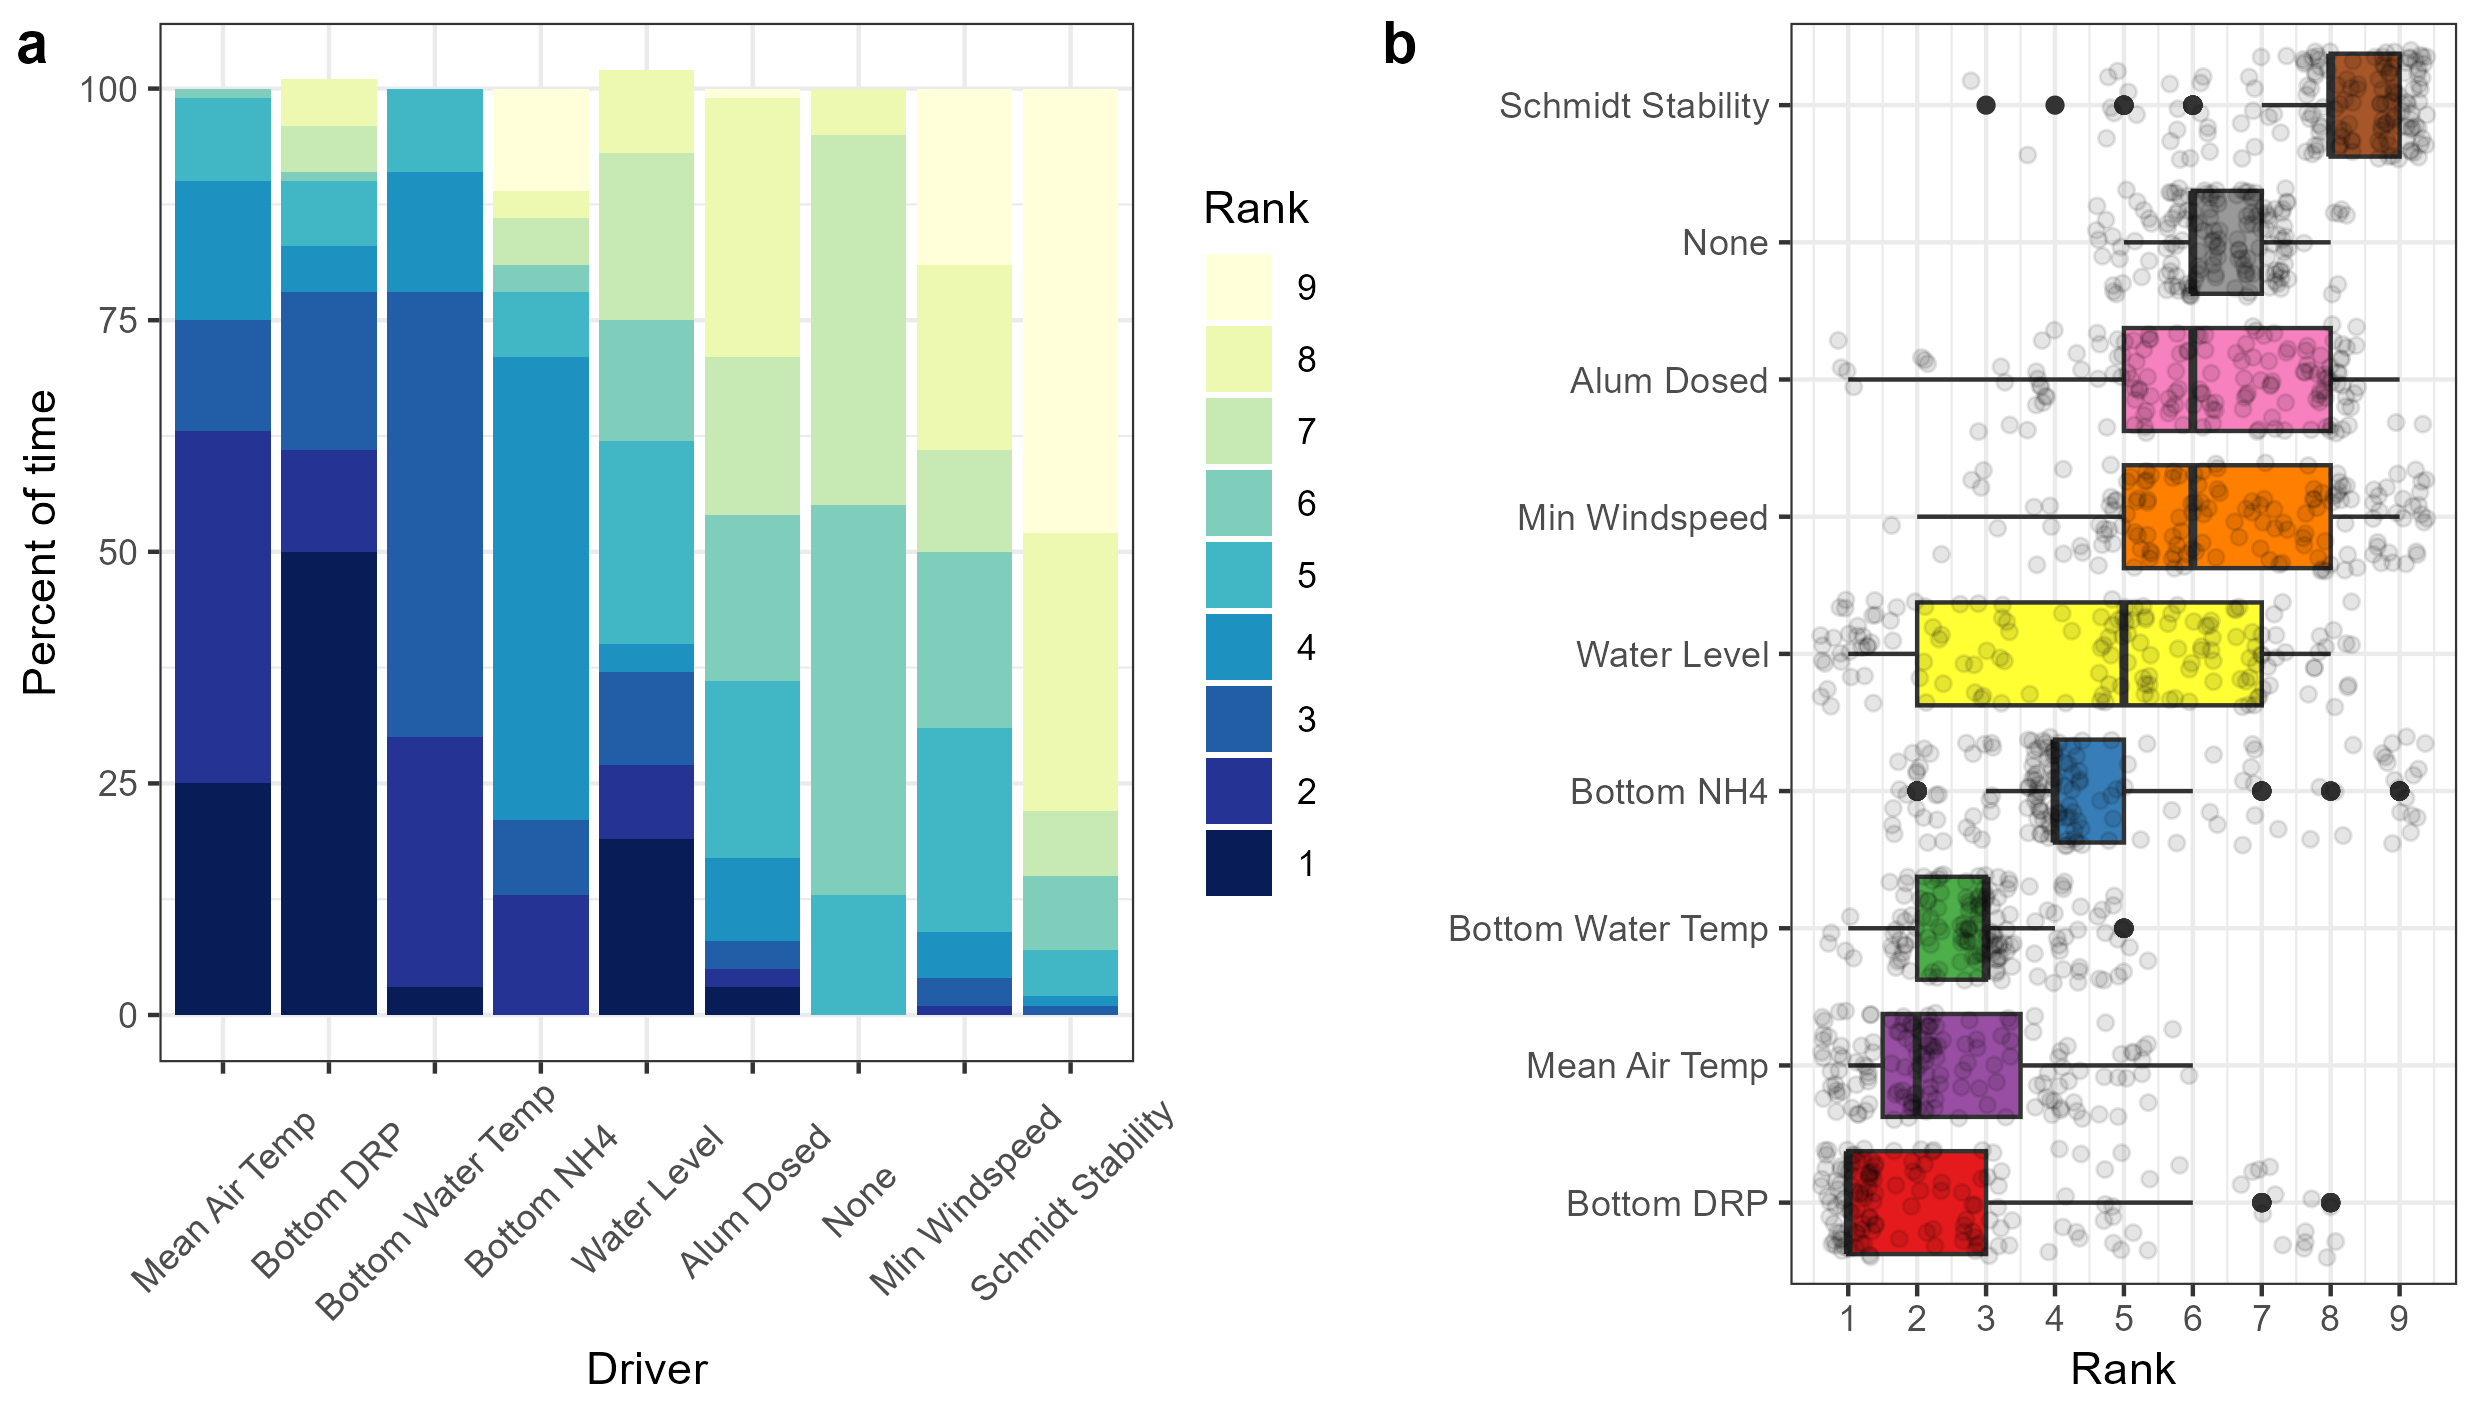 a
100
75
50
25
0
Percent of time
Mean Air Temp
Bottom DRP
Bottom Water Temp
Bottom NH4
Water Level
Alum Dosed
None
Min Windspeed
Schmidt Stability
Driver
Rank
9
8
7
6
5
4
3
2
1
b
Schmidt Stability
None
Alum Dosed
Min Windspeed
Water Level
Bottom NH4
Bottom Water Temp
Mean Air Temp
Bottom DRP
1 2 3 4 5 6 7 8 9
Rank